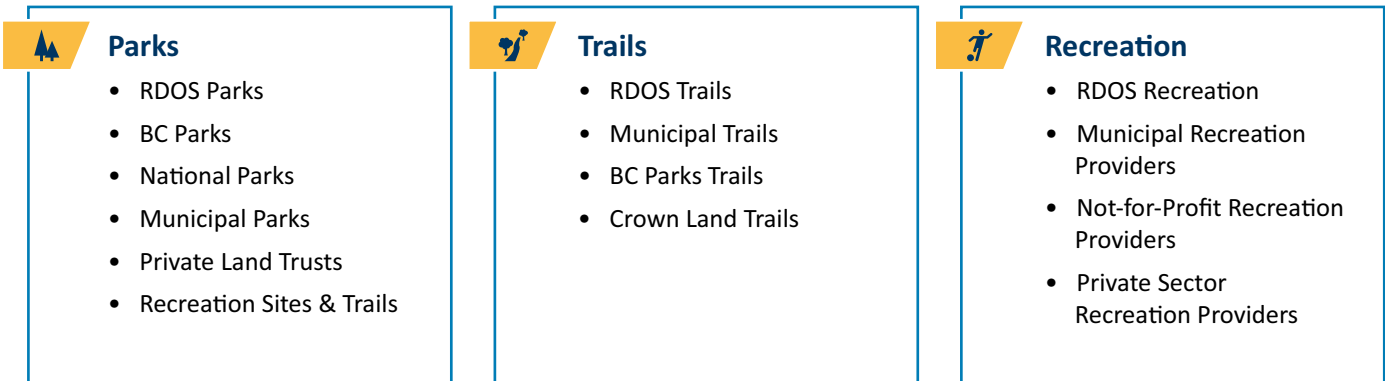 Parks
• RDOS Parks
• BC Parks
• National Parks
• Municipal Parks
• Private Land Trusts
• Recreation Sites & Trails
Trails
• RDOS Trails
• Municipal Trails
• BC Parks Trails
• Crown Land Trails
Recreation
• RDOS Recreation
• Municipal Recreation
Providers
• Not-for-Profit Recreation
Providers
• Private Sector
Recreation Providers